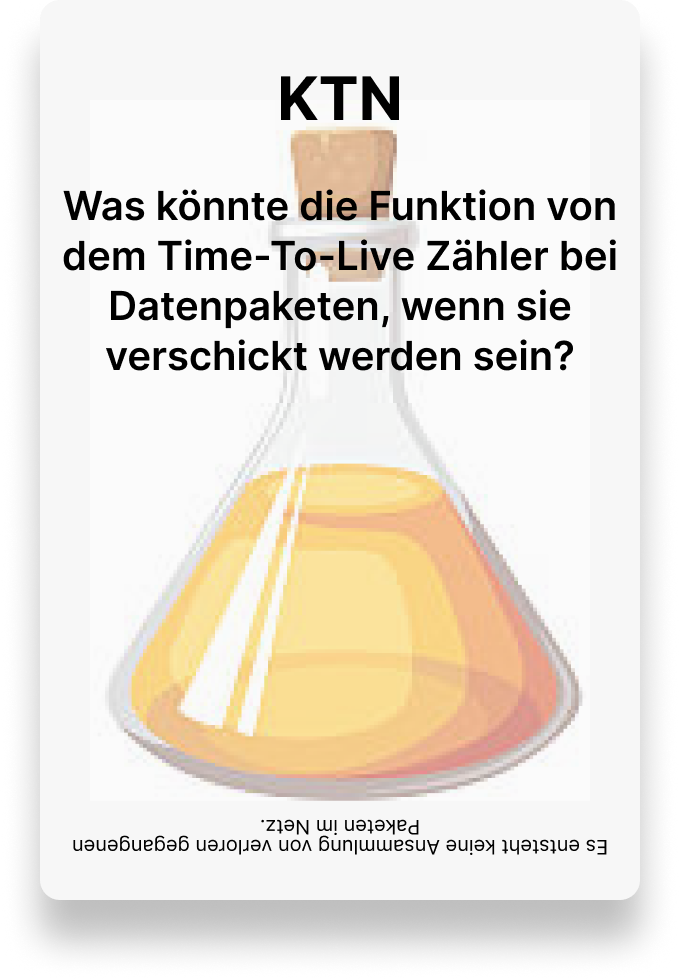 KTN
Was könnte die Funktion von
dem Time-To-Live Zähler bei
Datenpaketen, wenn sie
verschickt werden sein?
Es entsteht keine Ansammlung von verloren gegangenen
Paketen im Netz.